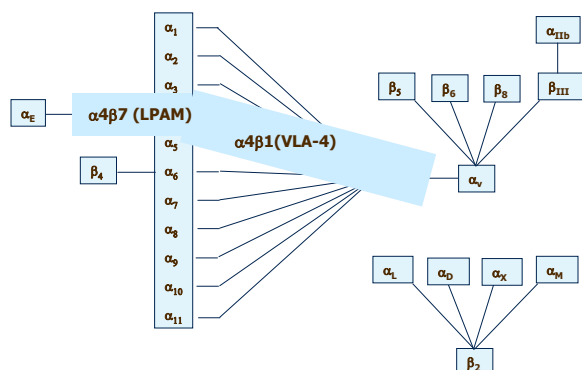 α1
α2
α3
α5
α6
α7
α8
α9
α10
α11
αE
α4β7 (LPAM)
α4β1(VLA-4)
β4
αIIb
β5
β6
β8
βIII
αv
αL
αD
αX
αM
β2